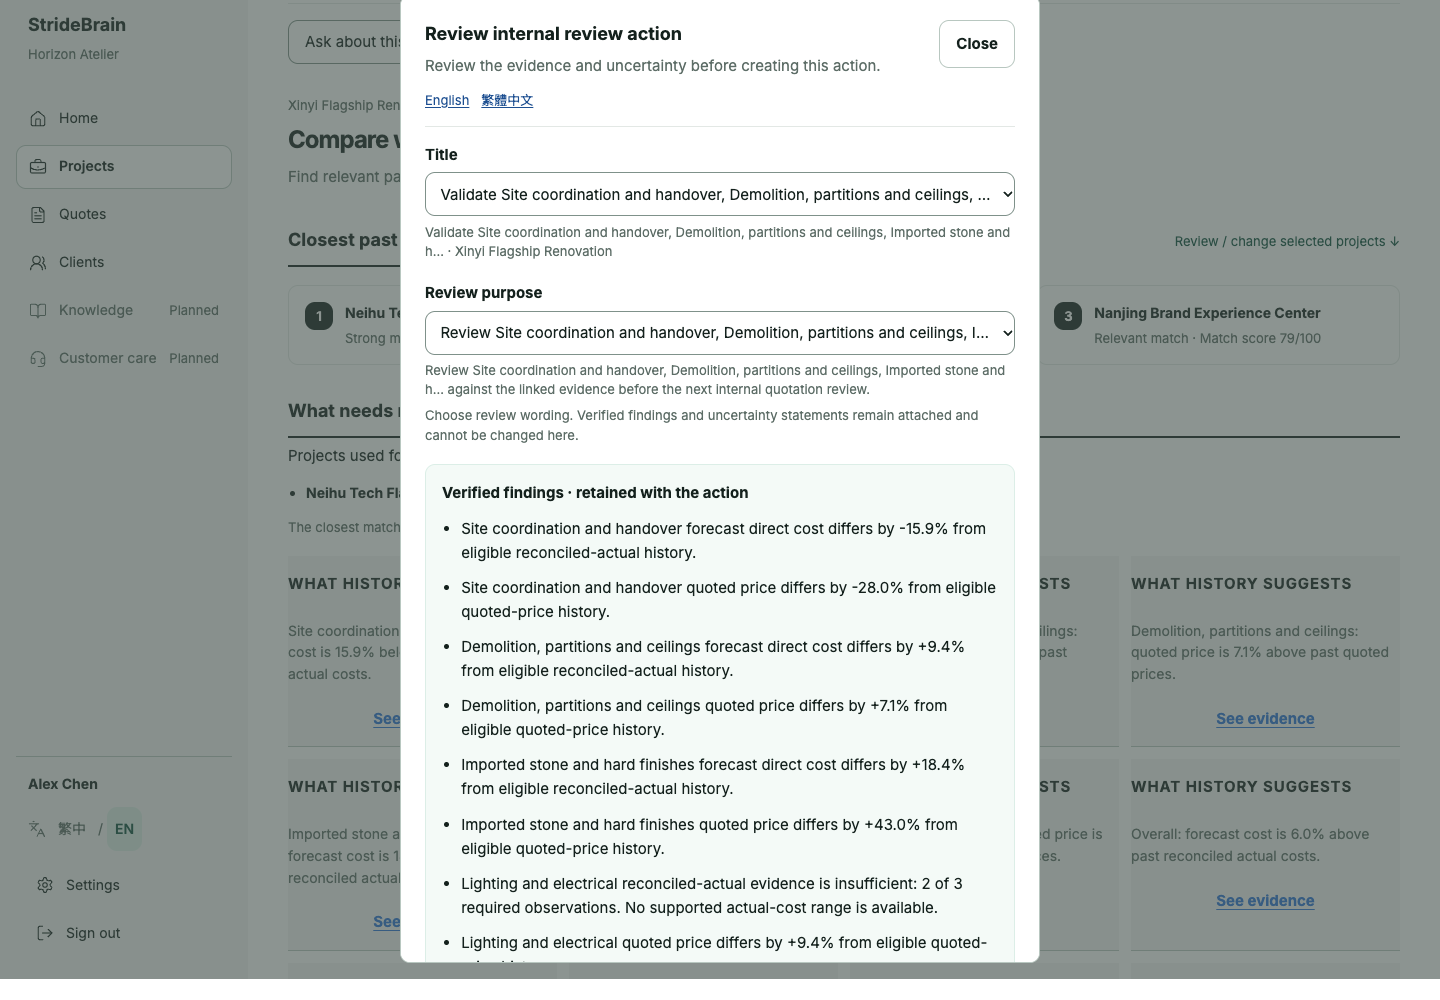 StrideBrain
Horizon Atelier
Home
Projects
Quotes
Clients
Knowledge Planned
Customer care Planned
Alex Chen
繁中 / EN
Settings
Sign out
Ask about this
Xinyi Flagship Ren
Compare
Find relevant pa
Closest past
Review / change selected projects ↓
1 Neihu Te
Strong m
3 Nanjing Brand Experience Center
Relevant match · Match score 79/100
What needs
Projects used fo
• Neihu Tech Fla
The closest match
WHAT HISTOR
Site coordination
cost is 15.9% bel
actual costs.
See
STS
ilings:
past
WHAT HISTORY SUGGESTS
Demolition, partitions and ceilings:
quoted price is 7.1% above past quoted
prices.
See evidence
WHAT HISTOR
Imported stone a
forecast cost is 1
reconciled actual
See
STS
d price is
ces.
WHAT HISTORY SUGGESTS
Overall: forecast cost is 6.0% above
past reconciled actual costs.
See evidence
Review internal review action
Close
Review the evidence and uncertainty before creating this action.
English 繁體中文
Title
Validate Site coordination and handover, Demolition, partitions and ceilings, ...
Validate Site coordination and handover, Demolition, partitions and ceilings, Imported stone and
h... · Xinyi Flagship Renovation
Review purpose
Review Site coordination and handover, Demolition, partitions and ceilings, I...
Review Site coordination and handover, Demolition, partitions and ceilings, Imported stone and
h... against the linked evidence before the next internal quotation review.
Choose review wording. Verified findings and uncertainty statements remain attached and
cannot be changed here.
Verified findings · retained with the action
• Site coordination and handover forecast direct cost differs by -15.9% from
eligible reconciled-actual history.
• Site coordination and handover quoted price differs by -28.0% from eligible
quoted-price history.
• Demolition, partitions and ceilings forecast direct cost differs by +9.4%
from eligible reconciled-actual history.
• Demolition, partitions and ceilings quoted price differs by +7.1% from
eligible quoted-price history.
• Imported stone and hard finishes forecast direct cost differs by +18.4%
from eligible reconciled-actual history.
• Imported stone and hard finishes quoted price differs by +43.0% from
eligible quoted-price history.
• Lighting and electrical reconciled-actual evidence is insufficient: 2 of 3
required observations. No supported actual-cost range is available.
• Lighting and electrical quoted price differs by +9.4% from eligible quoted-